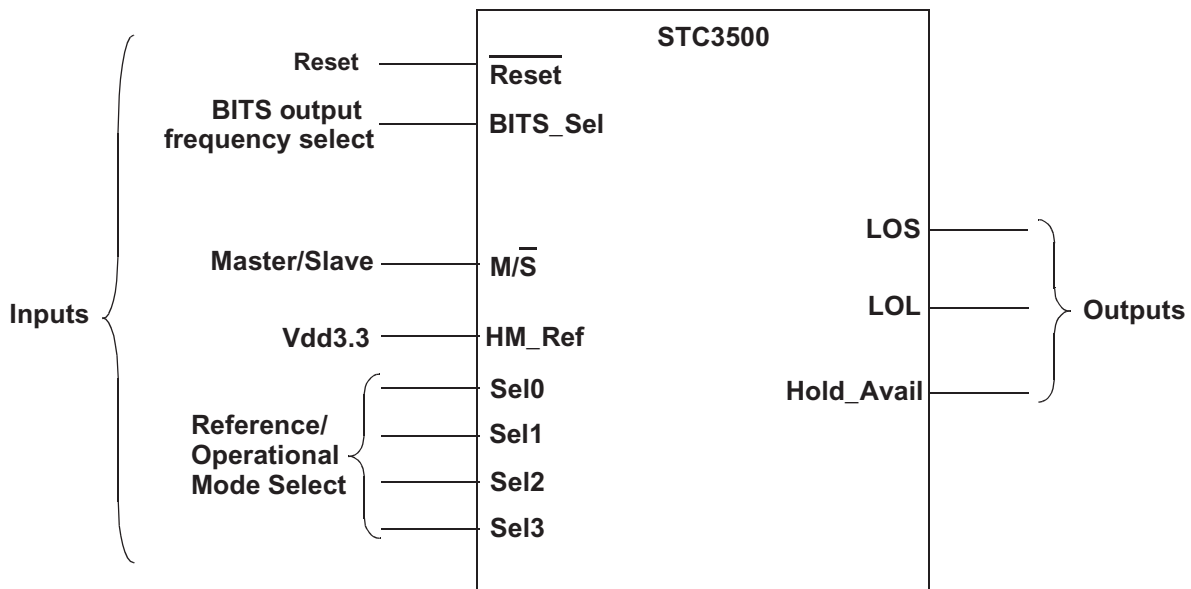 STC3500
Reset
Reset
BITS output
frequency select
BITS_Sel
Master/Slave
M/S
Inputs
Vdd3.3
HM_Ref
Reference/
Operational
Mode Select
Sel0
Sel1
Sel2
Sel3
LOS
LOL
Hold_Avail
Outputs